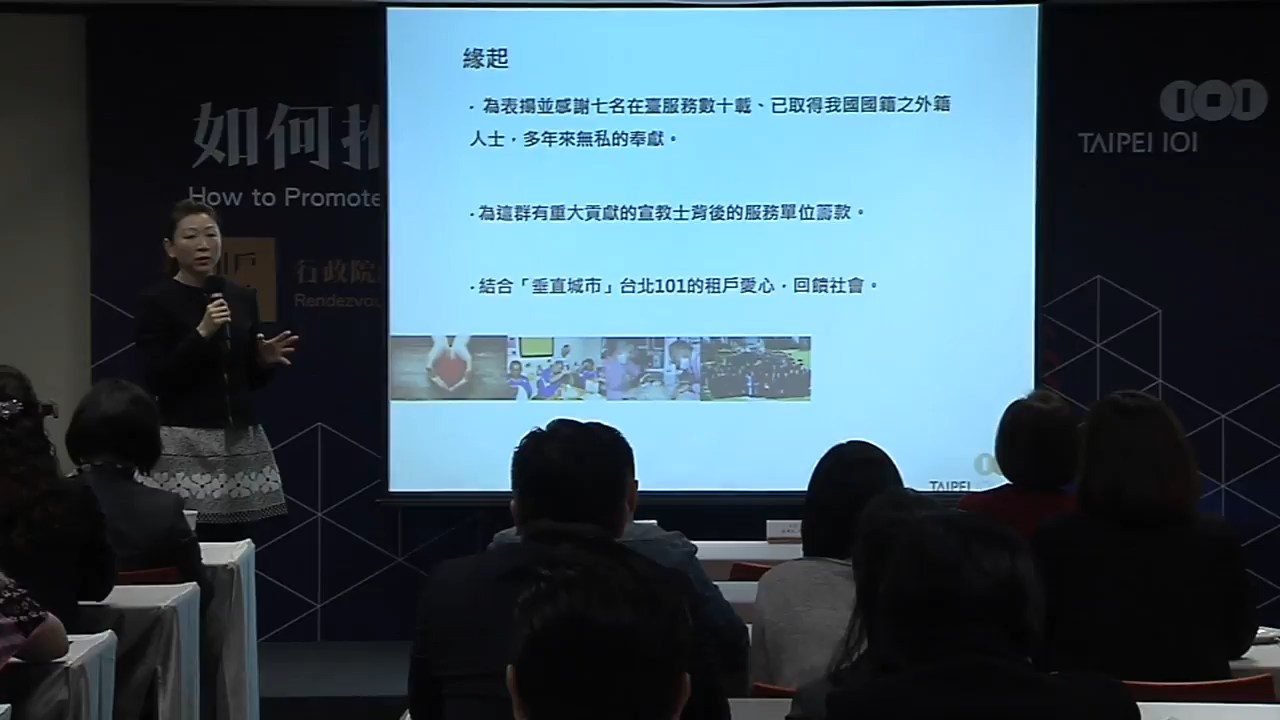 緣起
· 為表揚並感謝七名在臺服務數十載、已取得我國國籍之外籍
人士，多年來無私的奉獻。
· 為這群有重大貢獻的宣教士背後的服務單位籌款。
· 結合「垂直城市」台北101的租戶愛心，回饋社會。
TAIPEI
如何推
How to Promote
行政院
Rendezvou
TAIPEI 101